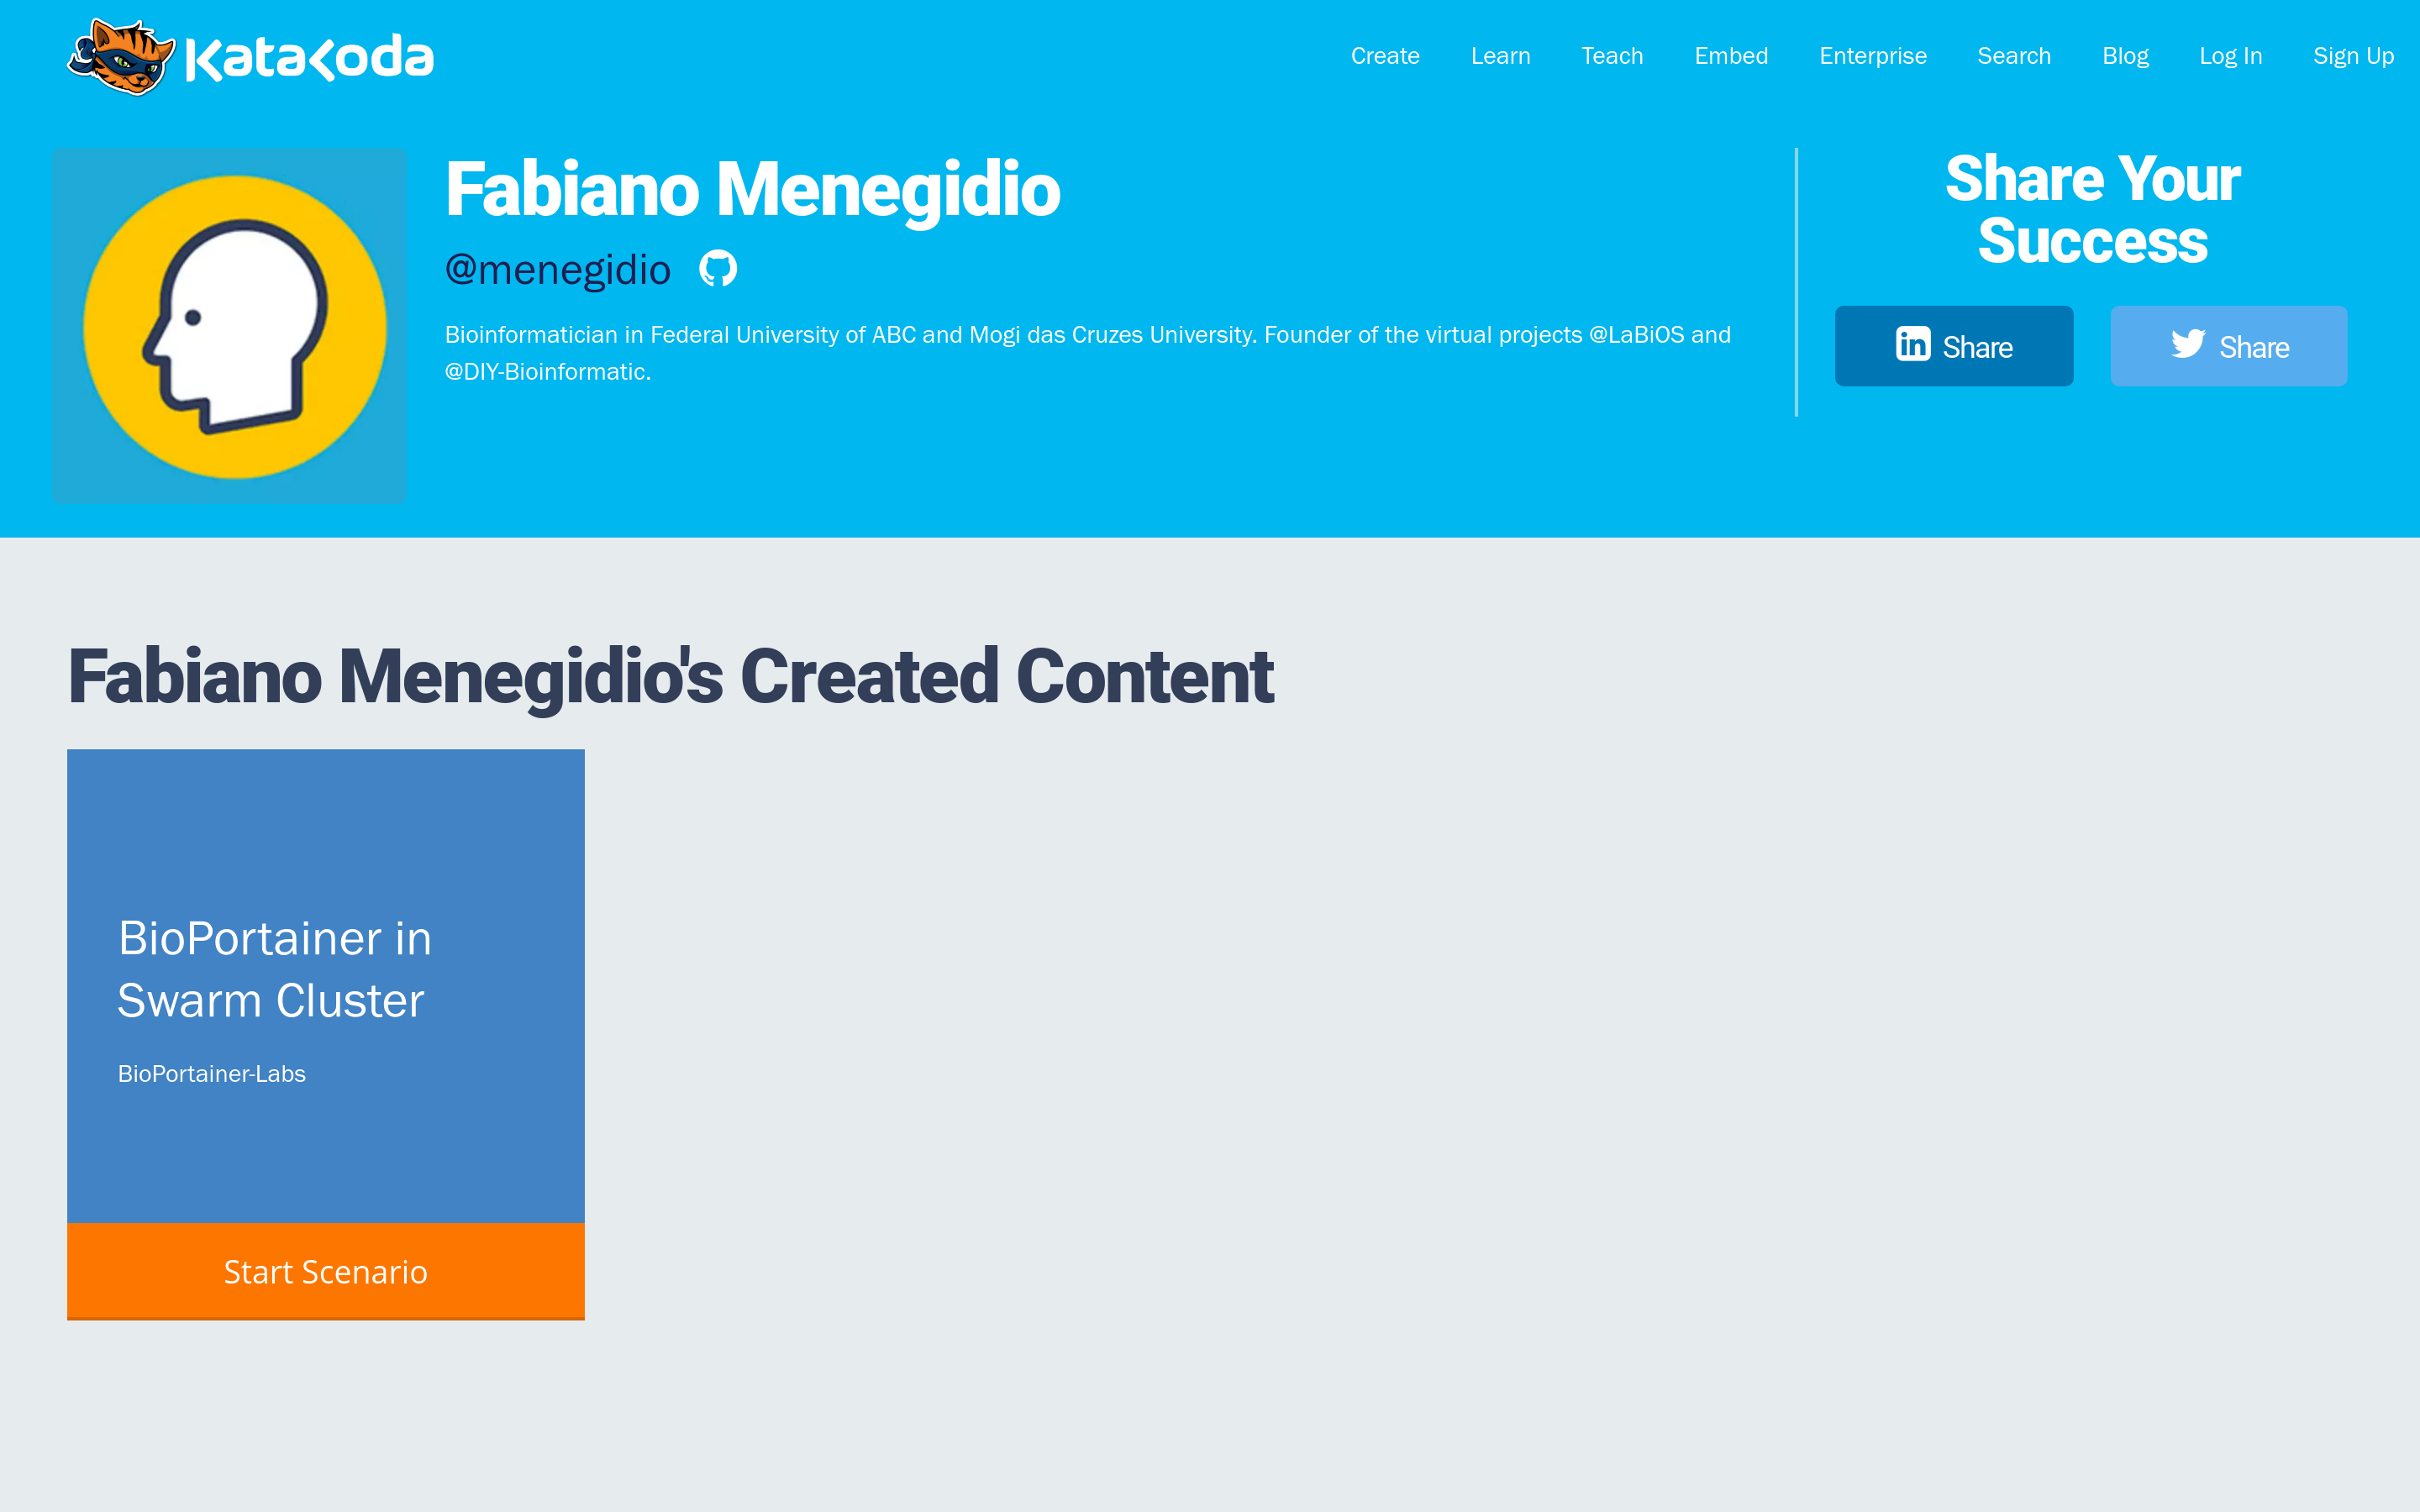 Katacoda
Create Learn Teach Embed Enterprise Search Blog Log In Sign Up
Fabiano Menegidio
@menegidio
Bioinformatician in Federal University of ABC and Mogi das Cruzes University. Founder of the virtual projects @LaBiOS and
@DIY-Bioinformatic.
Share Your
Success
in Share
Share
Fabiano Menegidio's Created Content
BioPortainer in
Swarm Cluster
BioPortainer-Labs
Start Scenario